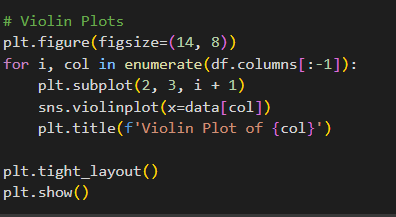 # Violin Plots
plt.figure(figsize=(14, 8))
for i, col in enumerate(df.columns[:-1]):
    plt.subplot(2, 3, i + 1)
    sns.violinplot(x=data[col])
    plt.title(f'Violin Plot of {col}')

plt.tight_layout()
plt.show()